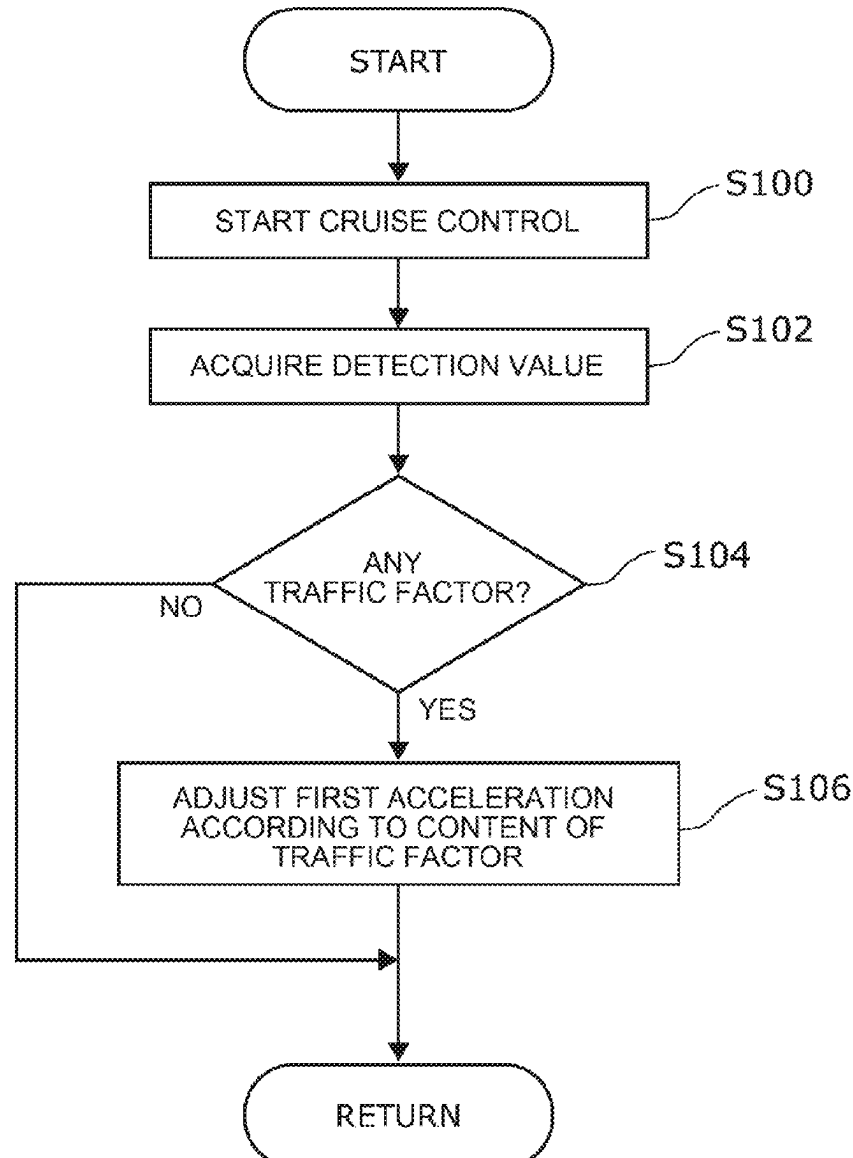 START
S100
START CRUISE CONTROL
S102
ACQUIRE DETECTION VALUE
S104
ANY
TRAFFIC FACTOR?
NO
YES
S106
ADJUST FIRST ACCELERATION
ACCORDING TO CONTENT OF
TRAFFIC FACTOR
RETURN